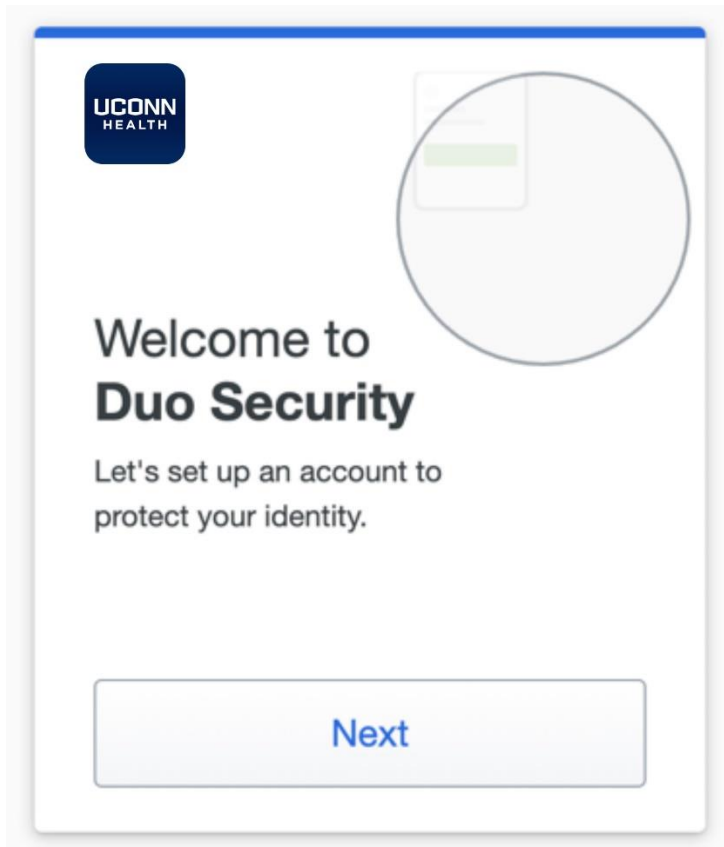 UCONN
HEALTH
Welcome to
Duo Security
Let's set up an account to
protect your identity.
Next